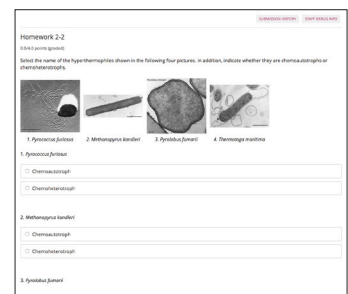 SUBMISSION HISTORY STAFF DEBUG INFO
Homework 2-2
0.0/4.0 points (graded)
Select the name of the hyperthermophiles shown in the following four pictures. In addition, indicate whether they are chemoautotrophs or
chemoheterotrophs.
1. Pyrococcus furiosus 2. Methanopyrus kandleri 3. Pyrolobus fumarii 4. Thermotoga maritima
1. Pyrococcus furiosus
Chemoautotroph
Chemoheterotroph
2. Methanopyrus kandleri
Chemoautotroph
Chemoheterotroph
3. Pyrolobus fumarii